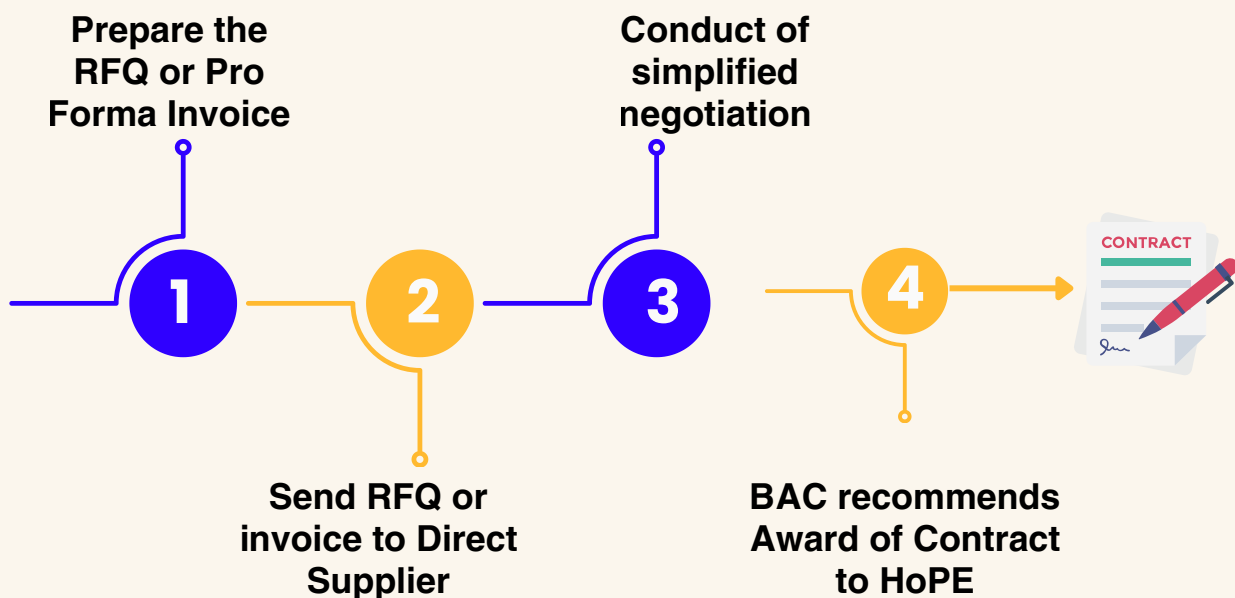 Prepare the
RFQ or Pro
Forma Invoice
Conduct of
simplified
negotiation
1
2
3
4
CONTRACT
Send RFQ or
invoice to Direct
Supplier
BAC recommends
Award of Contract
to HoPE